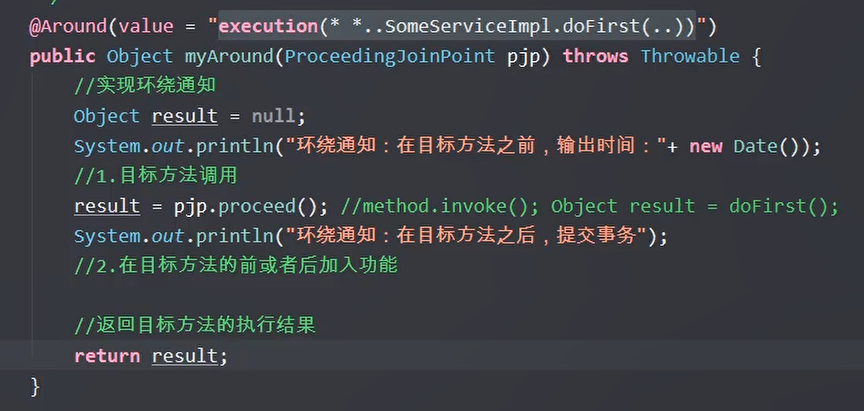 @Around(value = "execution(* *..SomeServiceImpl.doFirst(..))")
public Object myAround(ProceedingJoinPoint pjp) throws Throwable {
//实现环绕通知
Object result = null;
System.out.println("环绕通知：在目标方法之前，输出时间："+ new Date());
//1.目标方法调用
result = pjp.proceed(); //method.invoke(); Object result = doFirst();
System.out.println("环绕通知：在目标方法之后，提交事务");
//2.在目标方法的前或者后加入功能
//返回目标方法的执行结果
return result;
}